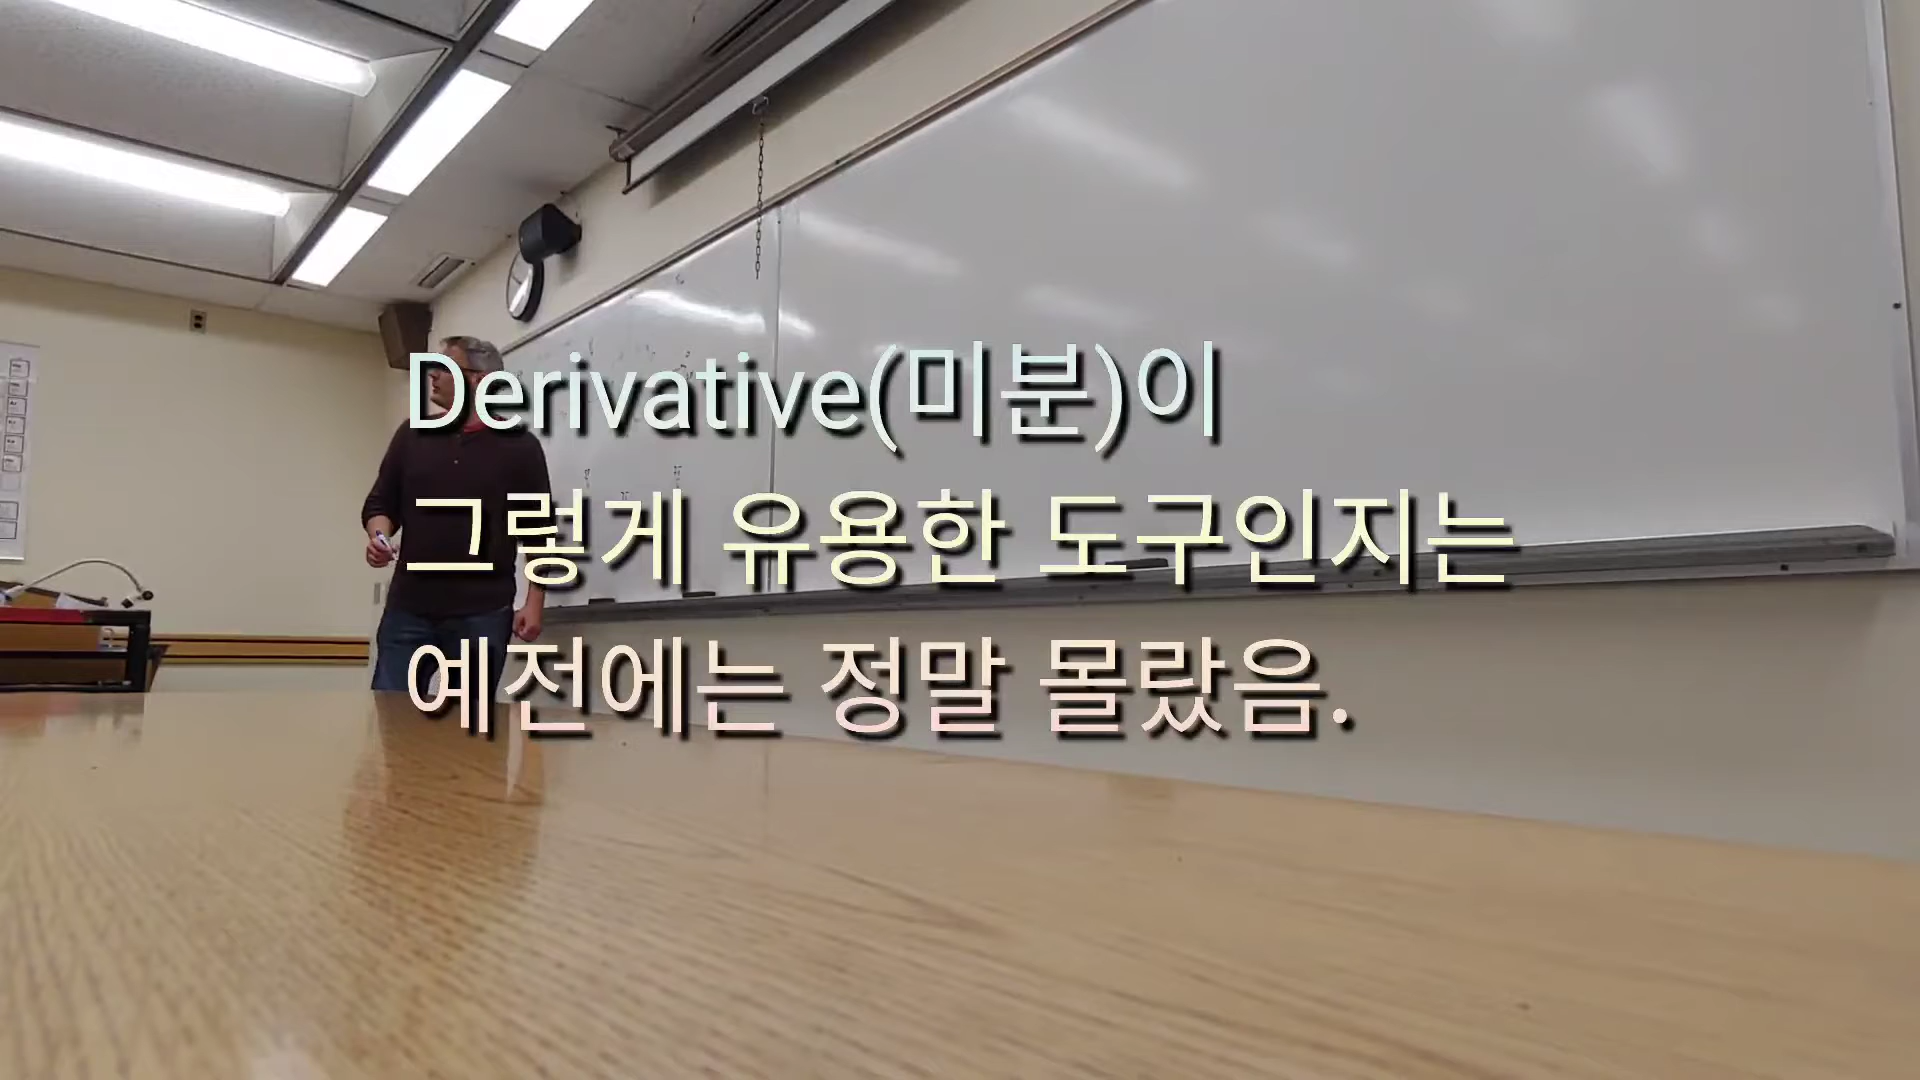 Derivative(미분)이
그렇게 유용한 도구인지는
예전에는 정말 몰랐음.